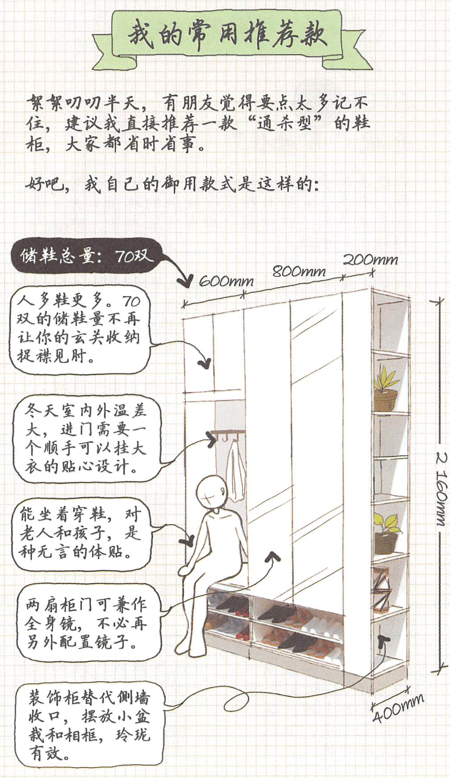 我的常用推荐款
絮絮叨叨半天，有朋友觉得要点太多记不
住，建议我直接推荐一款“通杀型”的鞋
柜，大家都省时省事。
好吧，我自己的御用款式是这样的：
储鞋总量：70双
600mm
800mm
200mm
人多鞋更多。70
双的储鞋量不再
让你的玄关收纳
捉襟见肘。
冬天室内外温差
大，进门需要一
个顺手可以挂大
衣的贴心设计。
能坐着穿鞋，对
老人和孩子，是
种无言的体贴。
两扇柜门可兼作
全身镜，不必再
另外配置镜子。
装饰柜替代侧墙
收口，摆放小盆
栽和相框，玲珑
有效。
2 160mm
400mm